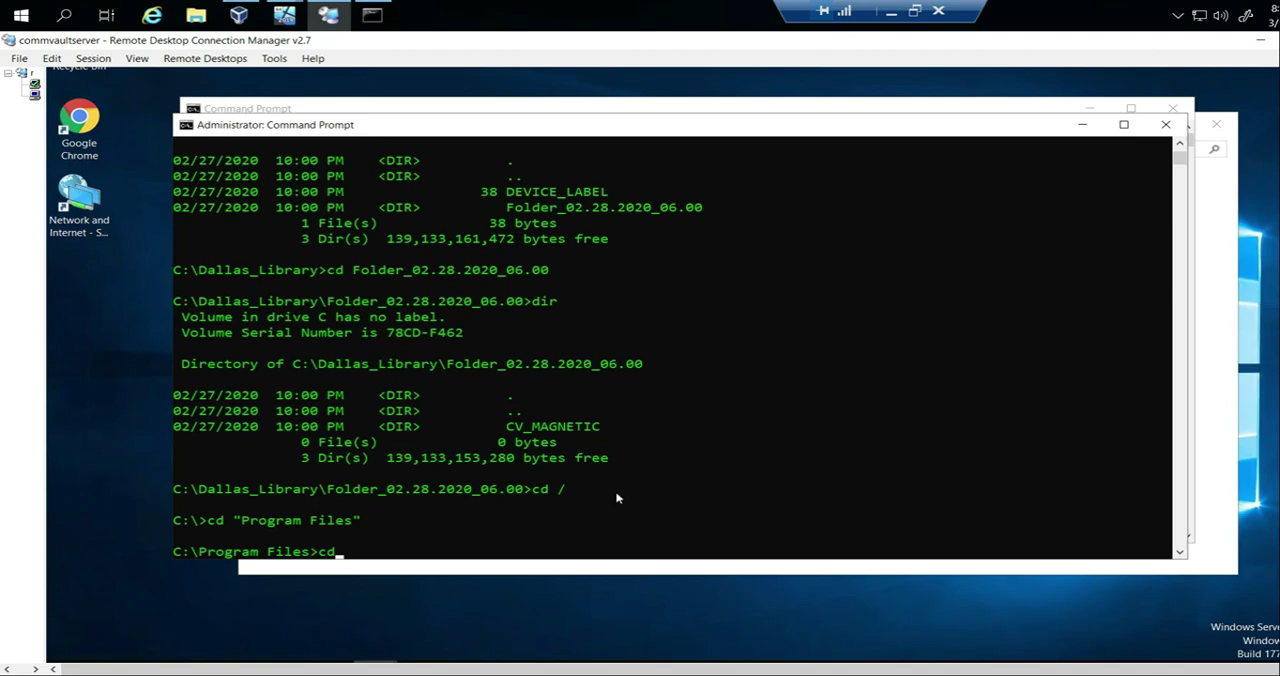 8:
3/
commvaultserver - Remote Desktop Connection Manager v2.7
File Edit Session View Remote Desktops Tools Help
r
Google
Chrome
Network and
Internet - S...
Command Prompt
Administrator: Command Prompt
02/27/2020 10:00 PM <DIR> .
02/27/2020 10:00 PM <DIR> ..
02/27/2020 10:00 PM 38 DEVICE_LABEL
02/27/2020 10:00 PM <DIR> Folder_02.28.2020_06.00
1 File(s) 38 bytes
3 Dir(s) 139,133,161,472 bytes free
C:\Dallas_Library>cd Folder_02.28.2020_06.00
C:\Dallas_Library\Folder_02.28.2020_06.00>dir
Volume in drive C has no label.
Volume Serial Number is 78CD-F462
Directory of C:\Dallas_Library\Folder_02.28.2020_06.00
02/27/2020 10:00 PM <DIR> .
02/27/2020 10:00 PM <DIR> ..
02/27/2020 10:00 PM <DIR> CV_MAGNETIC
0 File(s) 0 bytes
3 Dir(s) 139,133,153,280 bytes free
C:\Dallas_Library\Folder_02.28.2020_06.00>cd /
C:\>cd "Program Files"
C:\Program Files>cd
Windows Serve
Window
Build 177